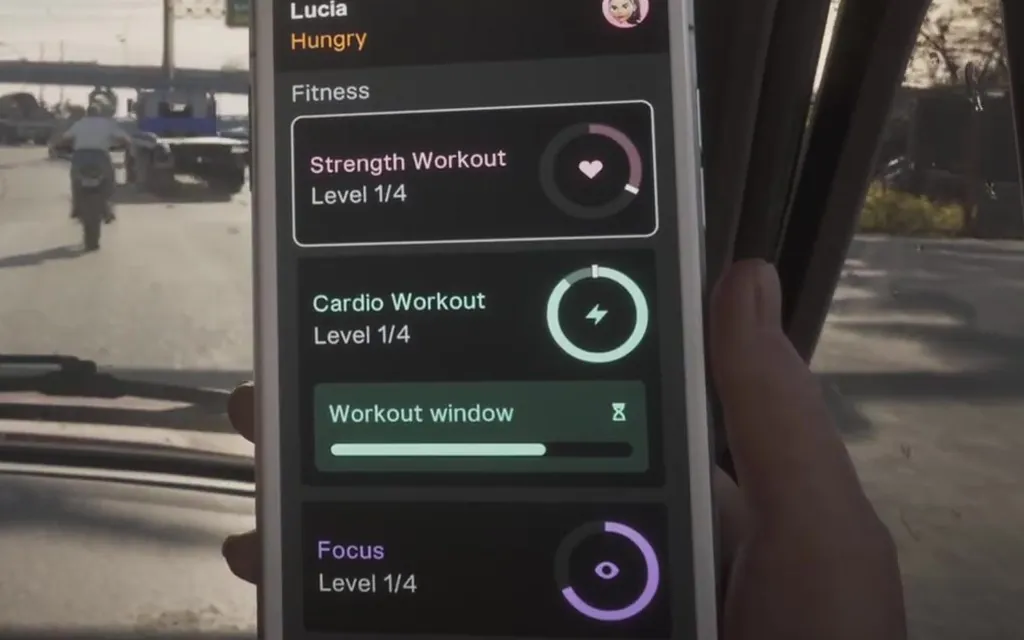 Lucia
Hungry
Fitness
Strength Workout
Level 1/4
Cardio Workout
Level 1/4
Workout window
Focus
Level 1/4